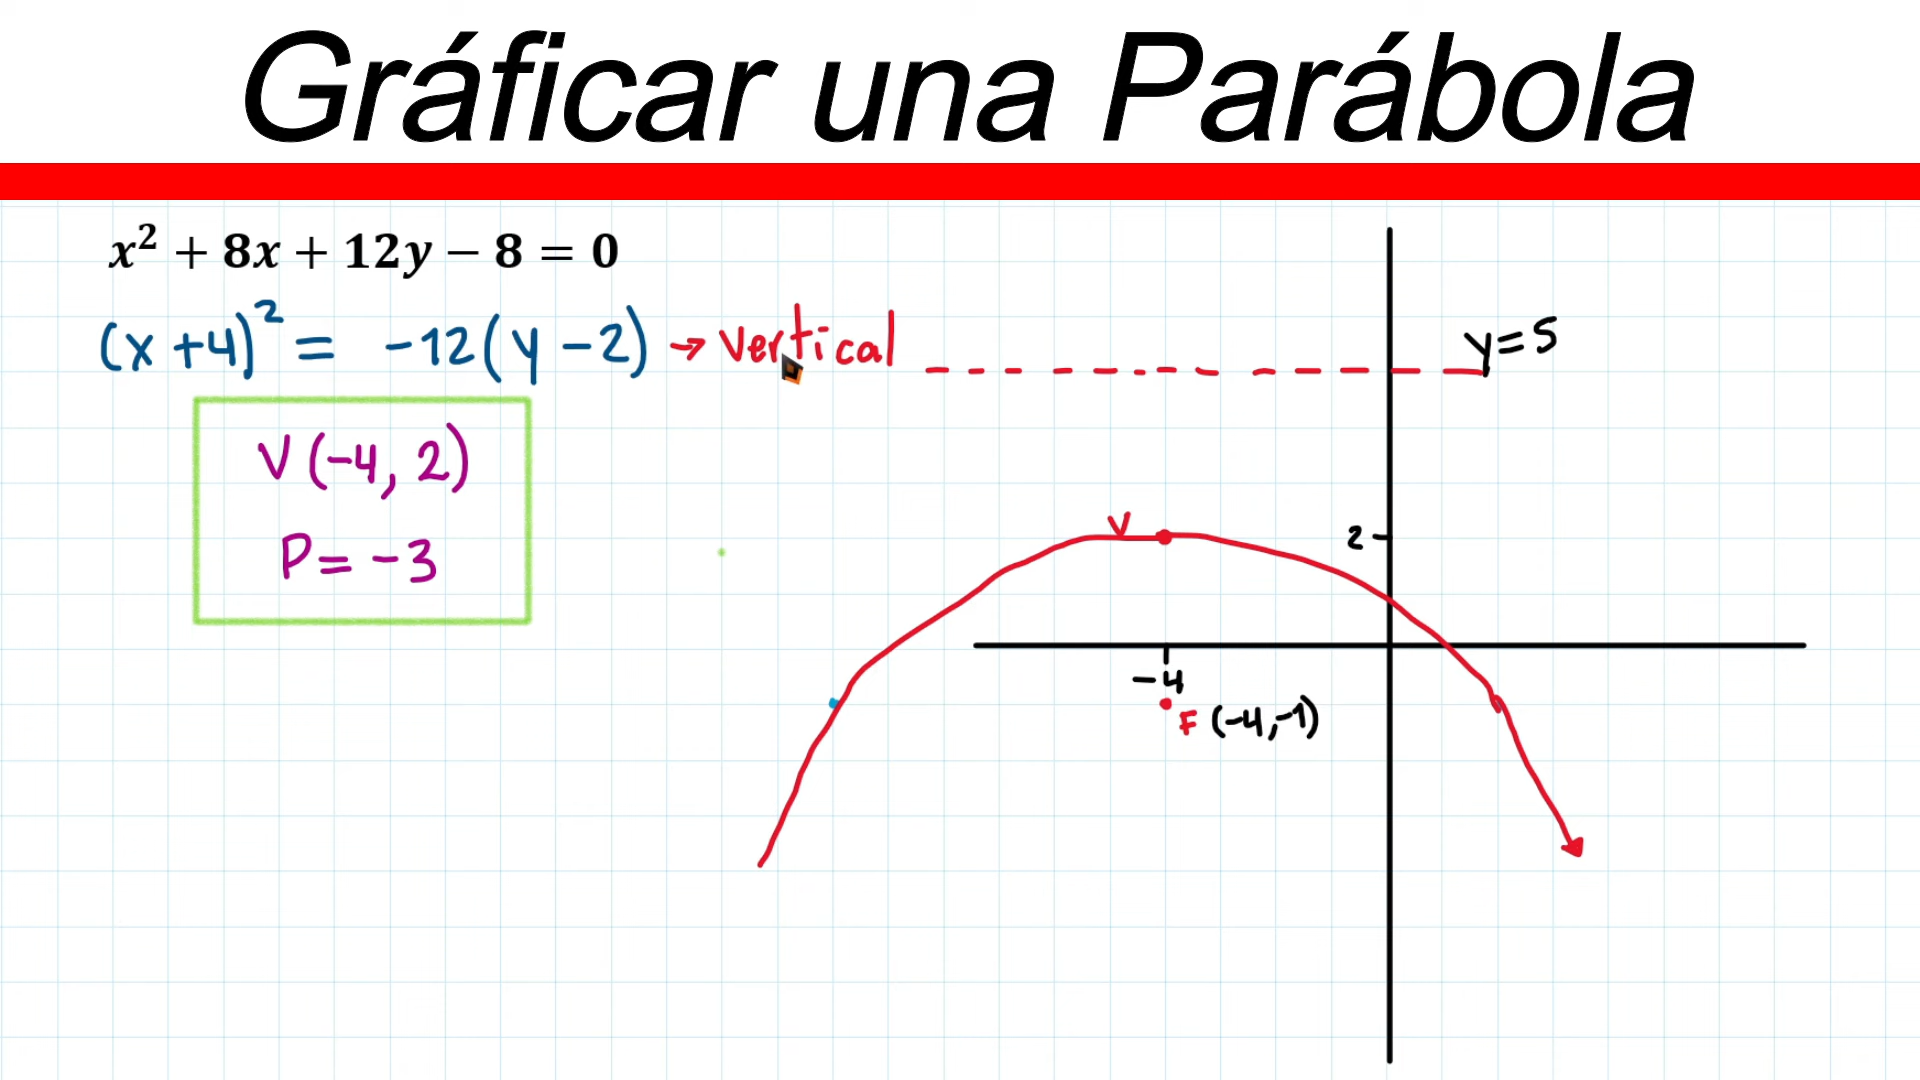 Gráficar una Parábola
x² + 8x + 12y − 8 = 0
(x +4)² = -12(y -2) → vertical
y=5
V (-4, 2)
P= -3
V
2
-4
F (-4,-1)